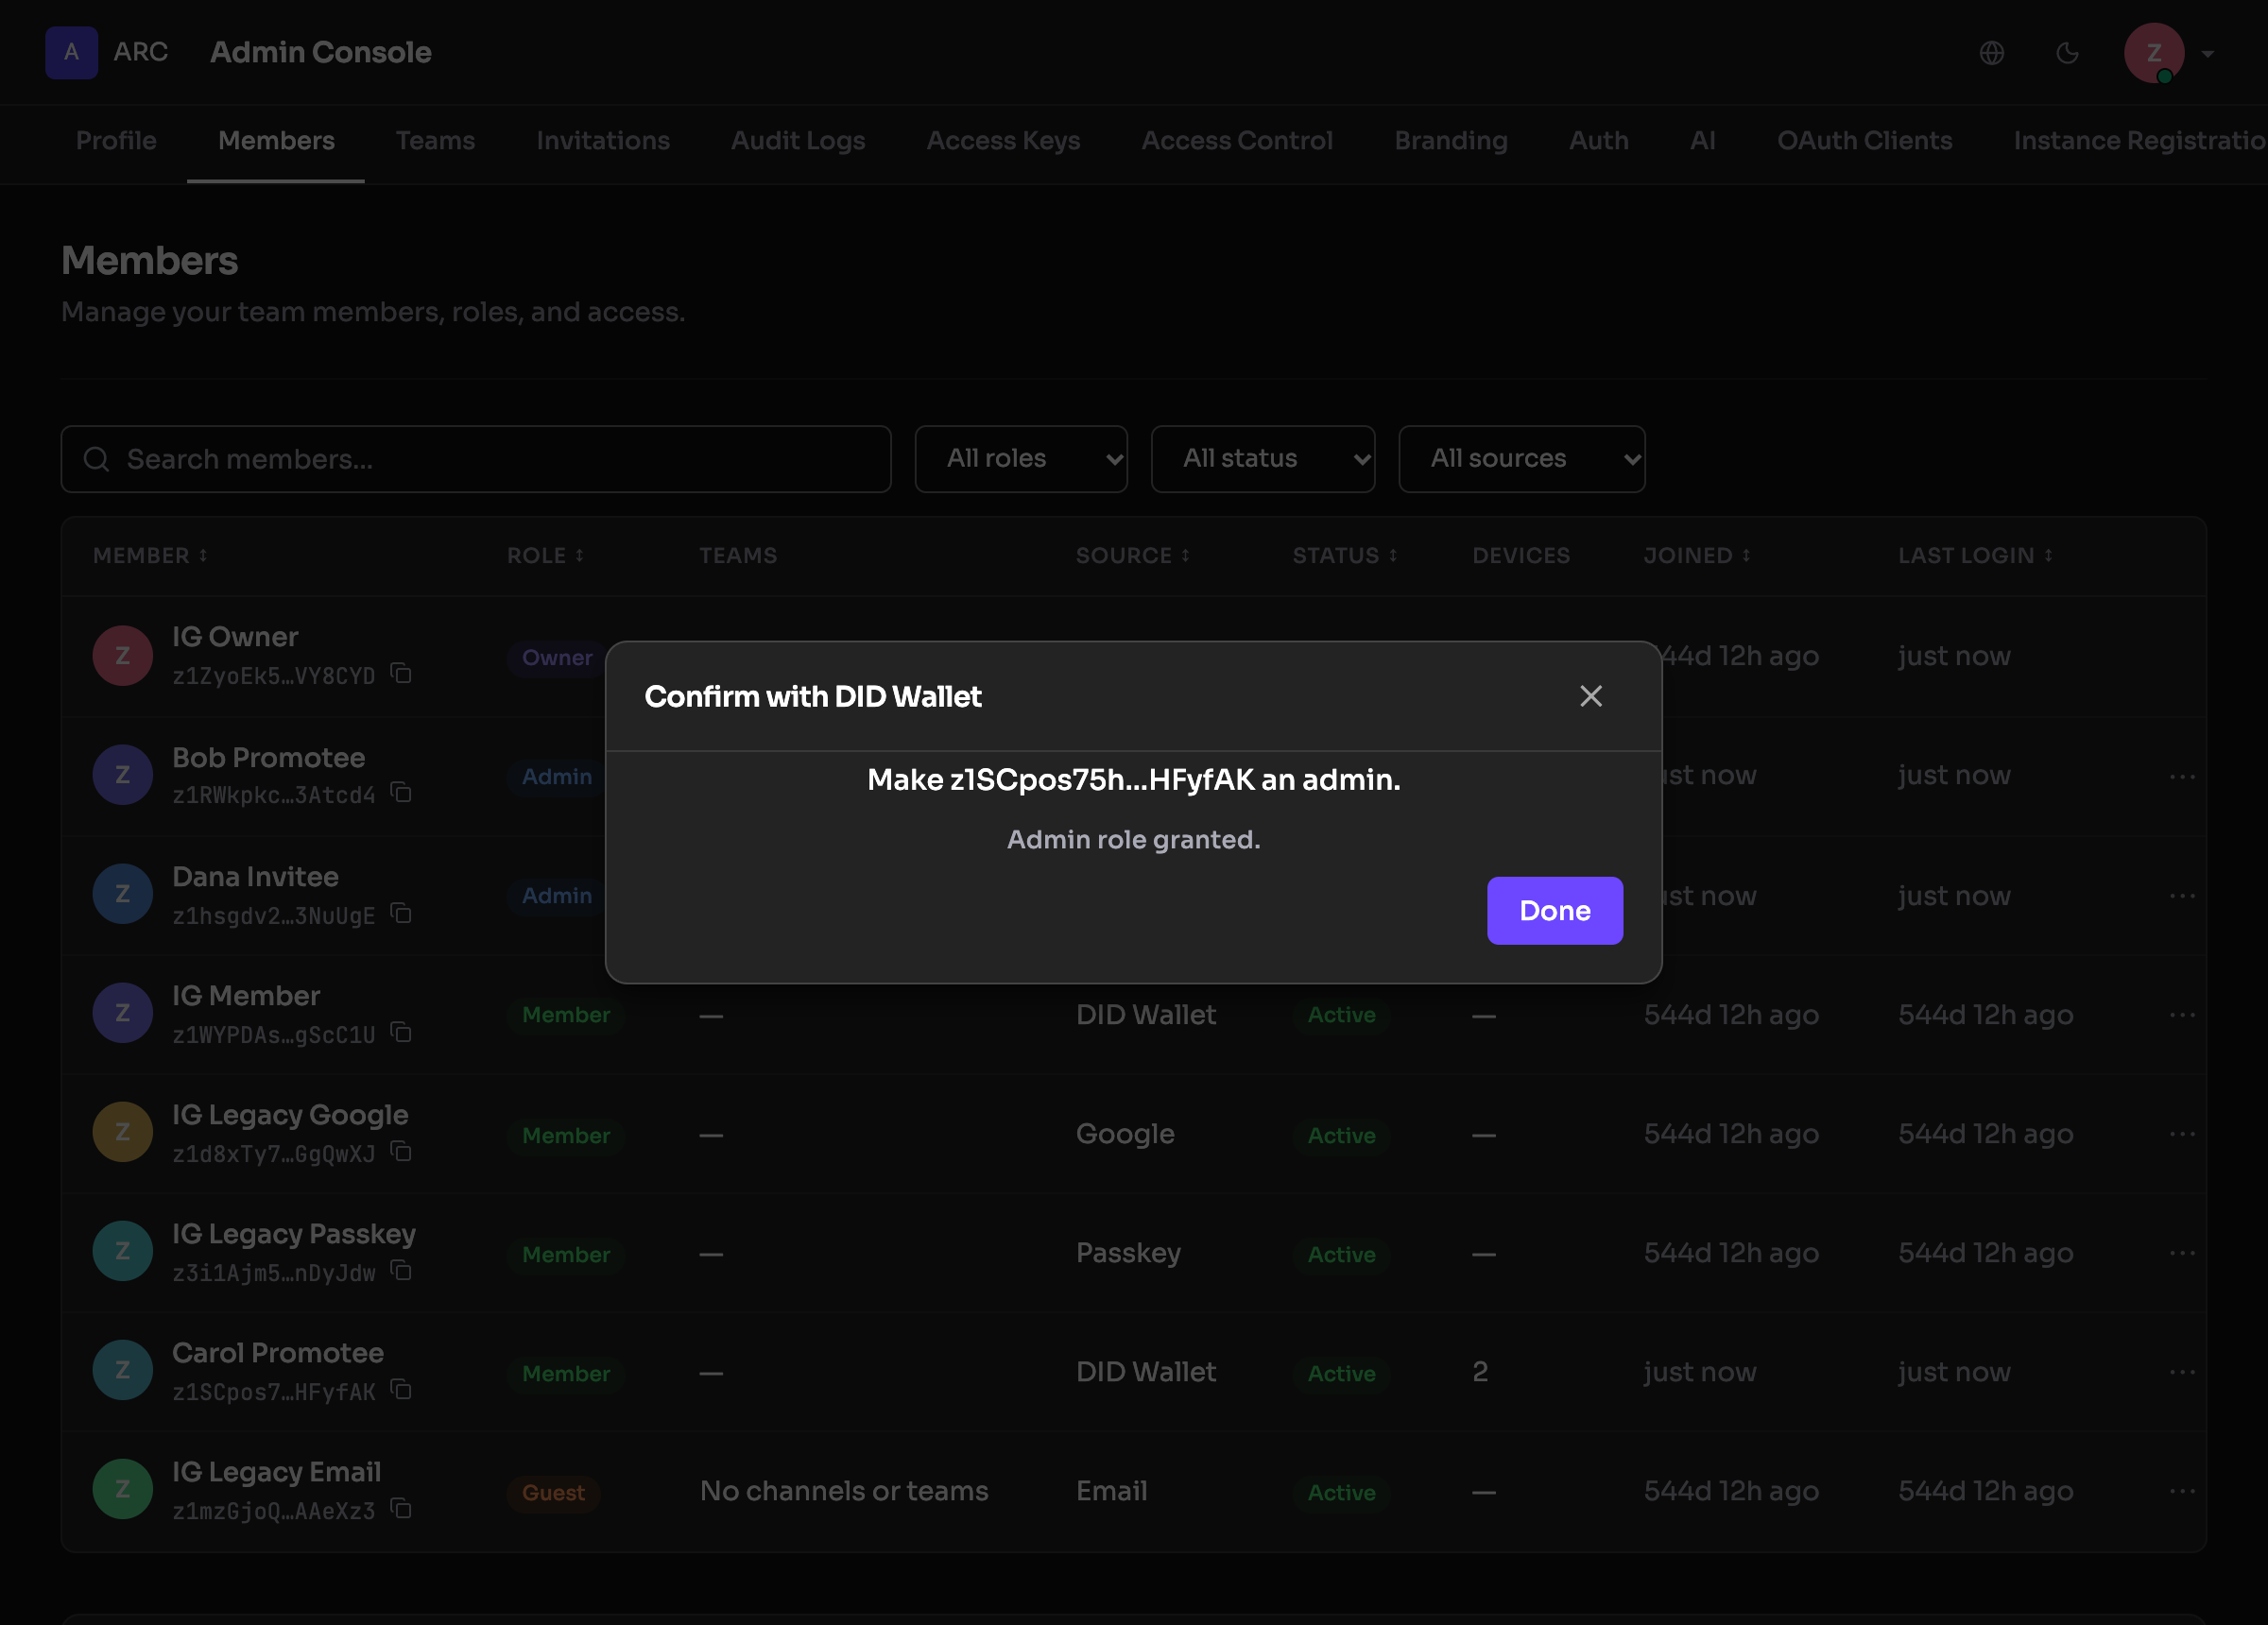 A ARC Admin Console Z
Profile Members Teams Invitations Audit Logs Access Keys Access Control Branding Auth AI OAuth Clients Instance Registratio
Members
Manage your team members, roles, and access.
Search members... All roles All status All sources
MEMBER ROLE TEAMS SOURCE STATUS DEVICES JOINED LAST LOGIN
Z IG Owner
z1ZyoEk5…VY8CYD Owner 44d 12h ago just now
Confirm with DID Wallet
Z Bob Promotee
z1RWkpkc…3Atcd4 Admin ust now just now
Make z1SCpos75h...HFyfAK an admin.
Admin role granted.
Z Dana Invitee
z1hsgdv2…3NuUgE Admin ust now just now
Done
Z IG Member
z1WYPDAs…gScC1U Member — DID Wallet Active — 544d 12h ago 544d 12h ago
Z IG Legacy Google
z1d8xTy7…GgQwXJ Member — Google Active — 544d 12h ago 544d 12h ago
Z IG Legacy Passkey
z3i1Ajm5…nDyJdw Member — Passkey Active — 544d 12h ago 544d 12h ago
Z Carol Promotee
z1SCpos7…HFyfAK Member — DID Wallet Active 2 just now just now
Z IG Legacy Email
z1mzGjoQ…AAeXz3 Guest No channels or teams Email Active — 544d 12h ago 544d 12h ago